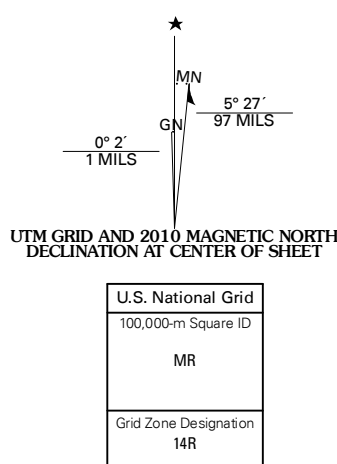 MN
5° 27´
97 MILS
GN
0° 2´
1 MILS
UTM GRID AND 2010 MAGNETIC NORTH
DECLINATION AT CENTER OF SHEET
U.S. National Grid
100,000-m Square ID
MR
Grid Zone Designation
14R